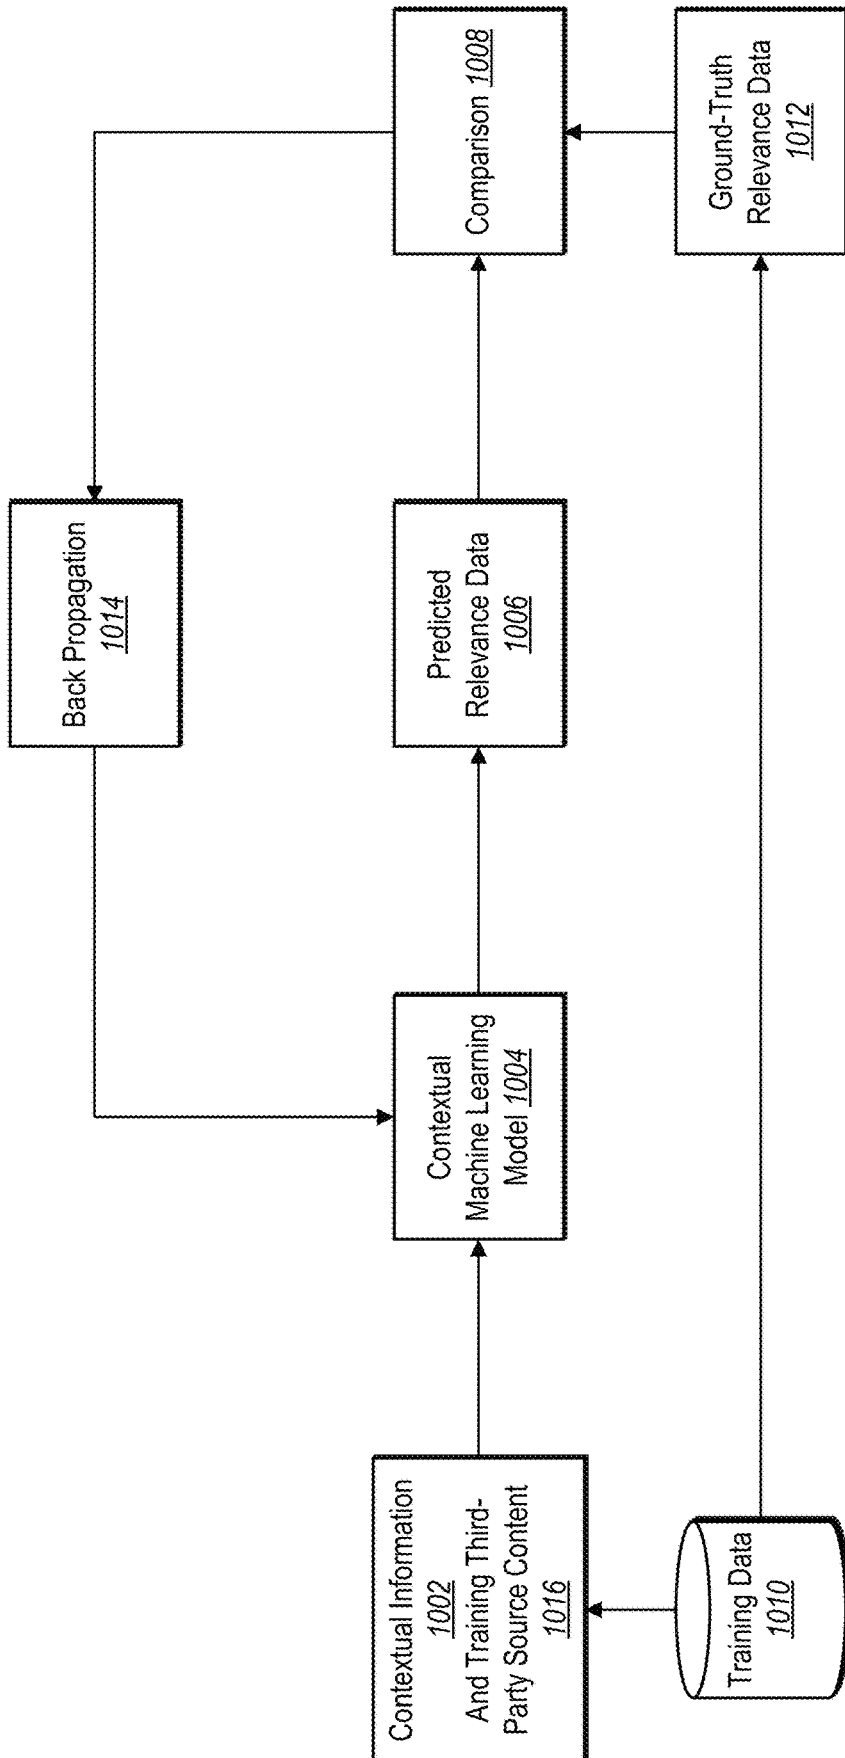 Back Propagation
1014
Contextual Information
1002
And Training Third-
Party Source Content
1016
Contextual
Machine Learning
Model 1004
Predicted
Relevance Data
1006
Comparison 1008
Training Data
1010
Ground-Truth
Relevance Data
1012